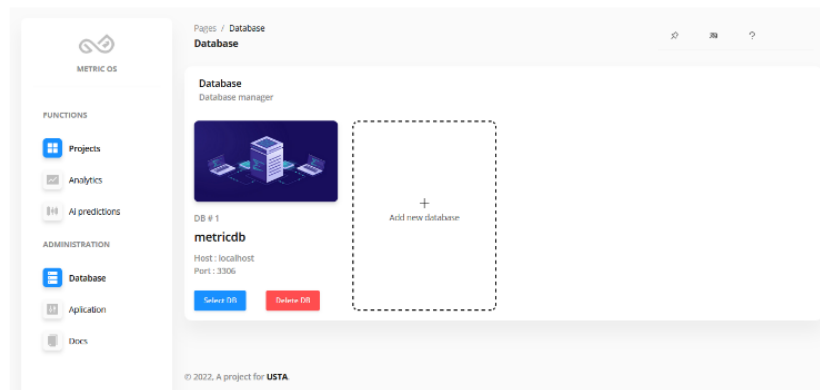 METRIC OS
FUNCTIONS
Projects
Analytics
AI predictions
ADMINISTRATION
Database
Aplication
Docs
Pages / Database
Database
?
Database
Database manager
DB # 1
metricdb
Host : localhost
Port : 3306
Select DB
Delete DB
+
Add new database
© 2022, A project for USTA.